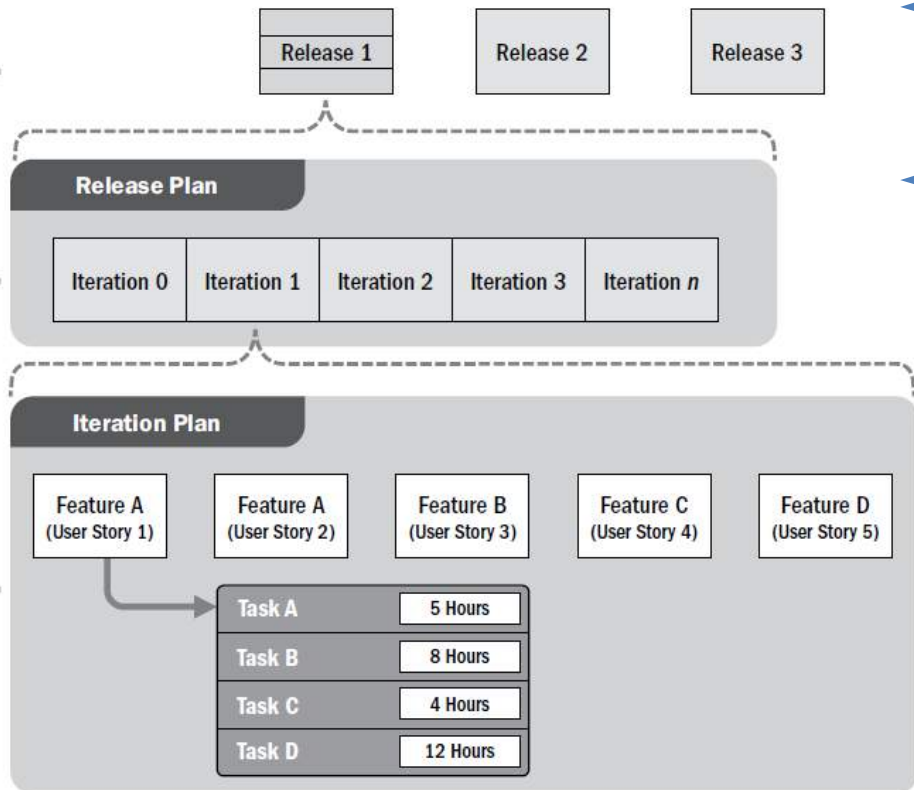 Release 1
Release 2
Release 3
Release Plan
Iteration 0
Iteration 1
Iteration 2
Iteration 3
Iteration n
Iteration Plan
Feature A
(User Story 1)
Feature A
(User Story 2)
Feature B
(User Story 3)
Feature C
(User Story 4)
Feature D
(User Story 5)
Task A 5 Hours
Task B 8 Hours
Task C 4 Hours
Task D 12 Hours